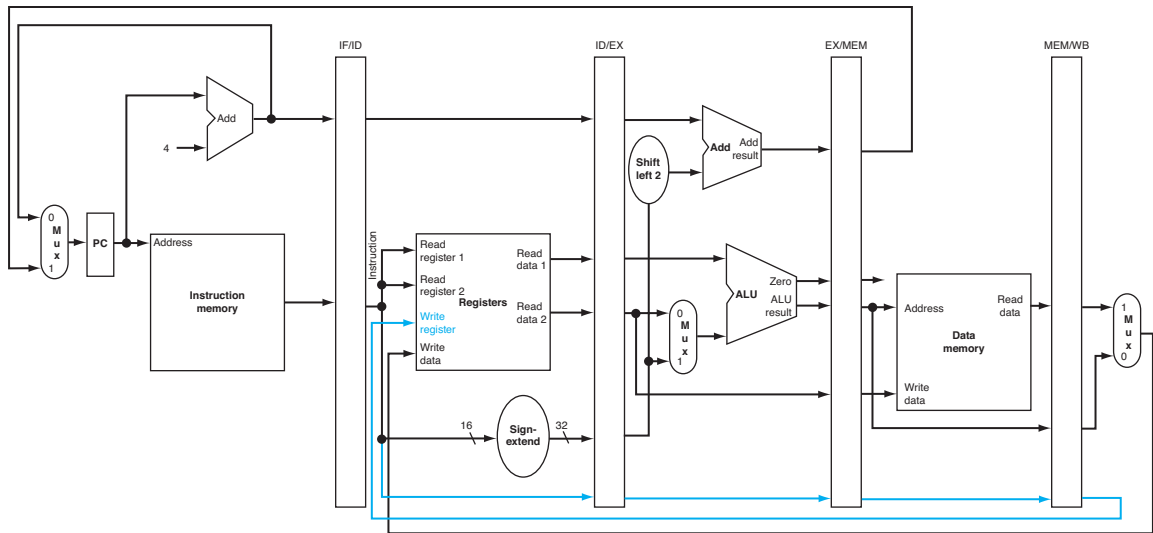 IF/ID
ID/EX
EX/MEM
MEM/WB
Add
4
Shift
left 2
Add
Add
result
0
M
u
x
1
PC
Address
Instruction
memory
Instruction
Read
register 1
Read
register 2
Registers
Write
register
Write
data
Read
data 1
Read
data 2
0
M
u
x
1
ALU
Zero
ALU
result
Address
Read
data
Data
memory
Write
data
1
M
u
x
0
16
Sign-
extend
32